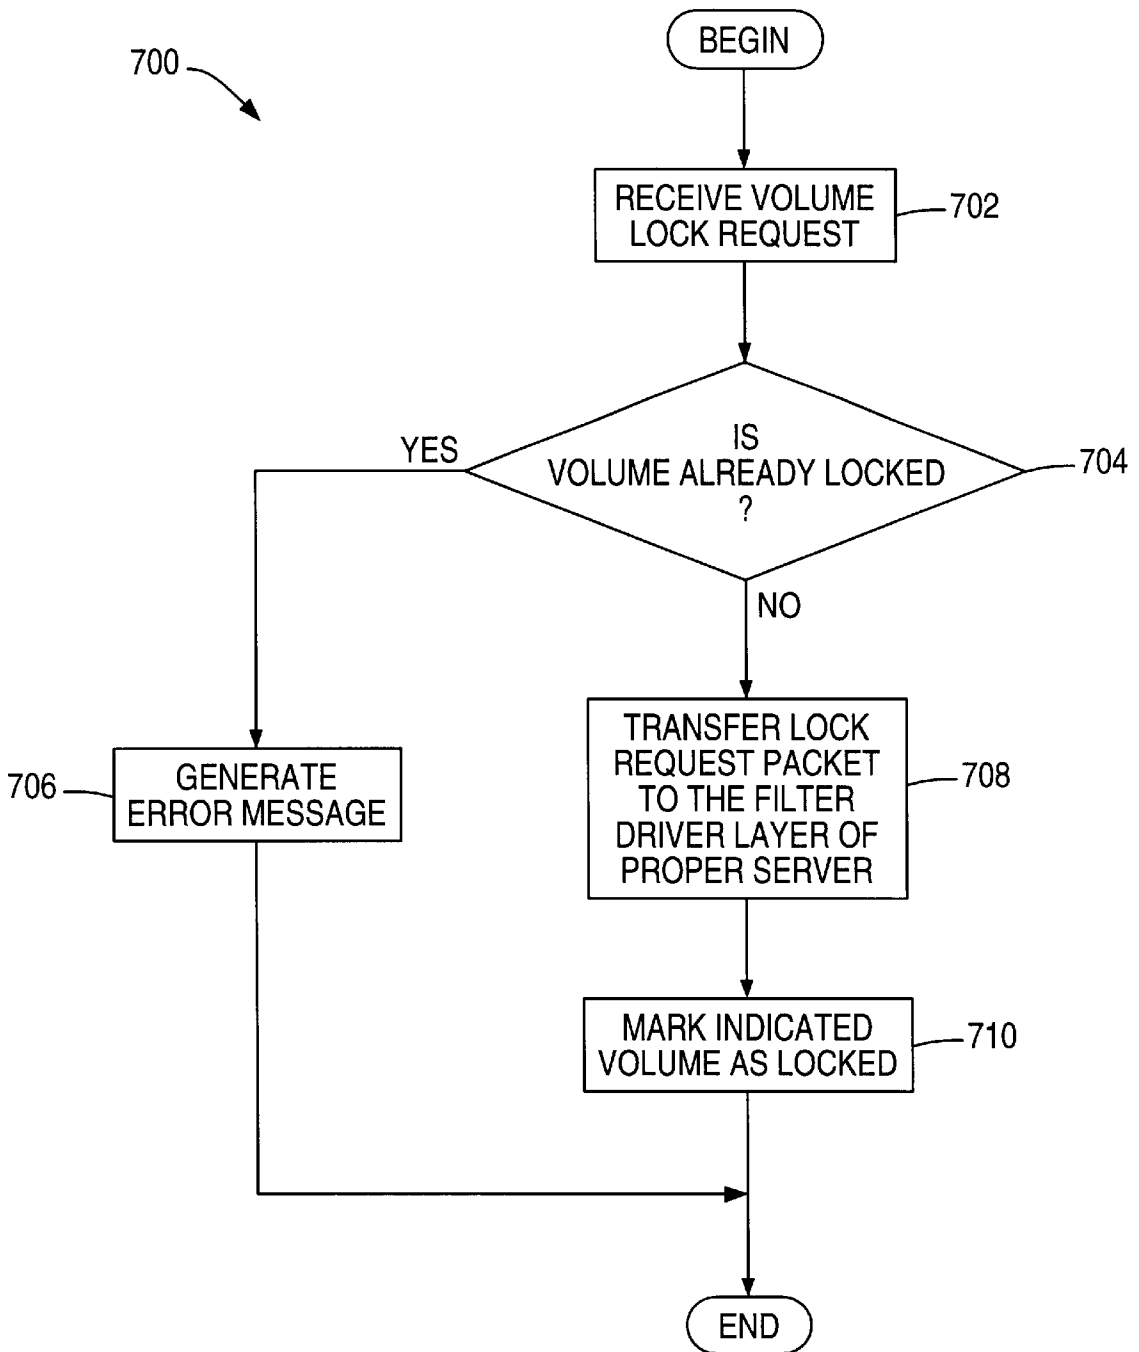 BEGIN
700
RECEIVE VOLUME
LOCK REQUEST
702
IS
VOLUME ALREADY LOCKED
?
704
YES
NO
GENERATE
ERROR MESSAGE
706
TRANSFER LOCK
REQUEST PACKET
TO THE FILTER
DRIVER LAYER OF
PROPER SERVER
708
MARK INDICATED
VOLUME AS LOCKED
710
END